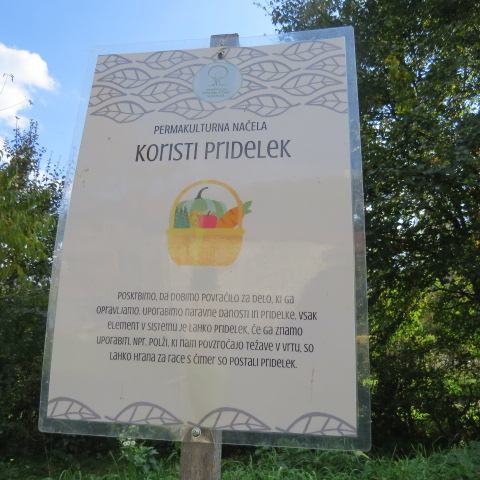 PERMAKULTURNA NAČELA
KORISTI PRIDELEK
POSKRBIMO, DA DOBIMO POVRAČILO ZA DELO, KI GA
OPRAVLJAMO. UPORABIMO NARAVNE DANOSTI IN PRIDELKE. VSAK
ELEMENT V SISTEMU JE LAHKO PRIDELEK, ČE GA ZNAMO
UPORABITI. NPR. POLŽI, KI NAM POVZROČAJO TEŽAVE V VRTU, SO
LAHKO HRANA ZA RACE S ČIMER SO POSTALI PRIDELEK.